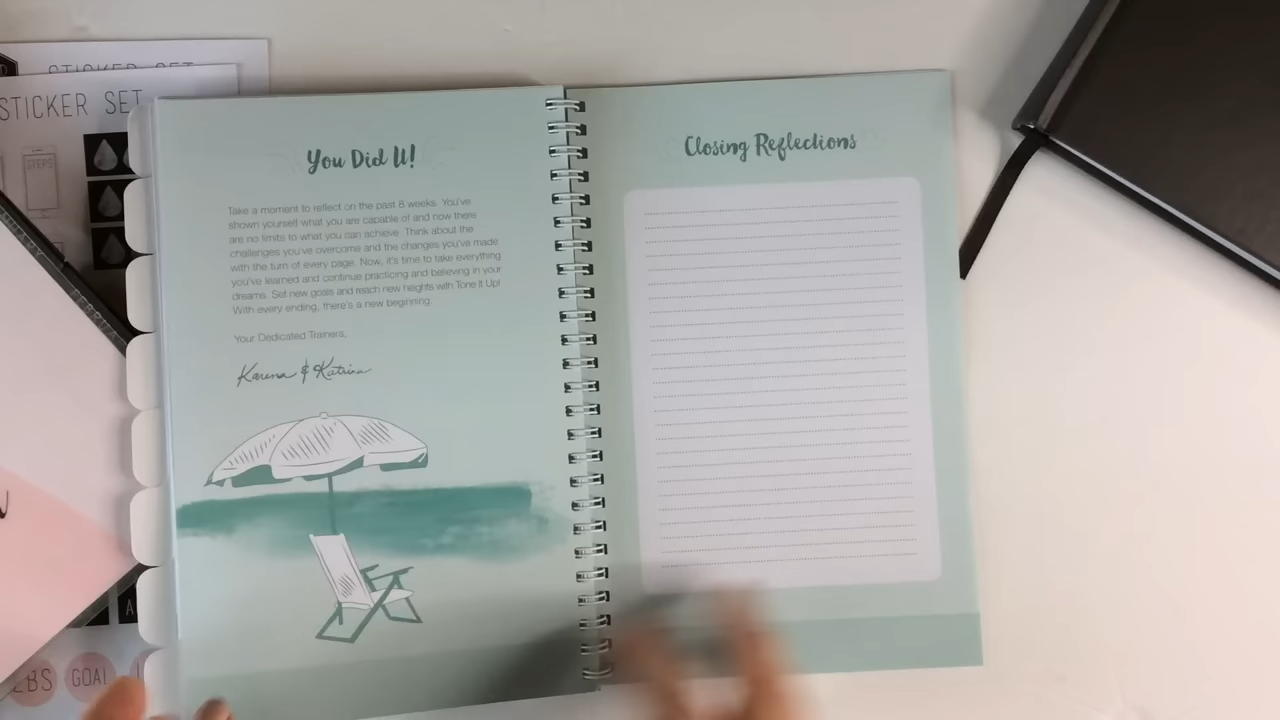 STICKER SET
STICKER SET
STEPS
You Did It!
Take a moment to reflect on the past 8 weeks. You've
shown yourself what you are capable of and now there
are no limits to what you can achieve. Think about the
challenges you've overcome and the changes you've made
with the turn of every page. Now, it's time to take everything
you've learned and continue practicing and believing in your
dreams. Set new goals and reach new heights with Tone It Up!
With every ending, there's a new beginning.
Your Dedicated Trainers,
Karena & Katrina
Closing Reflections
GOAL